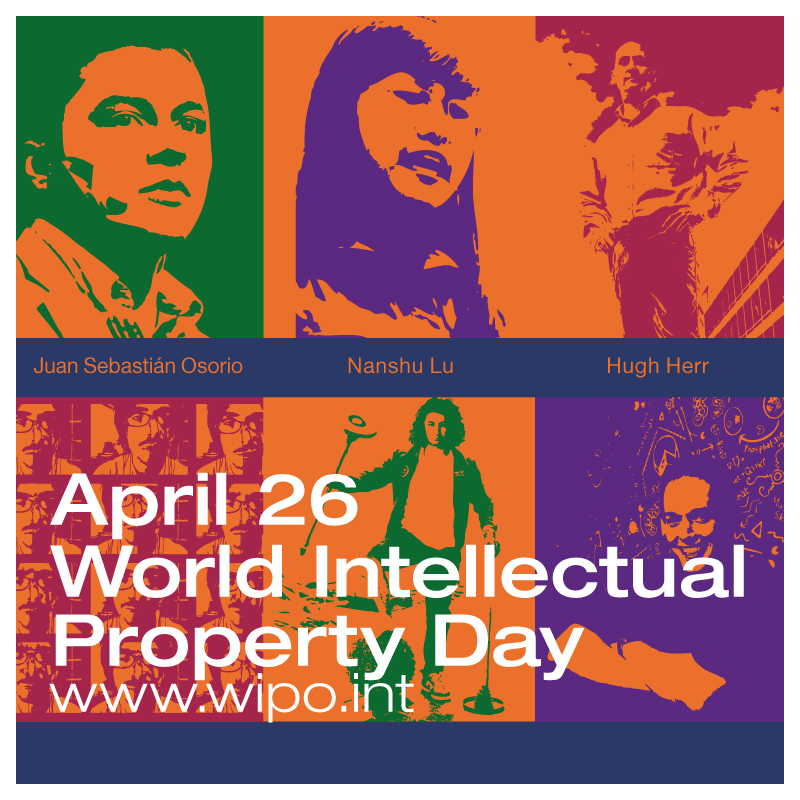 Juan Sebastián Osorio
Nanshu Lu
Hugh Herr
April 26
World Intellectual
Property Day
www.wipo.int